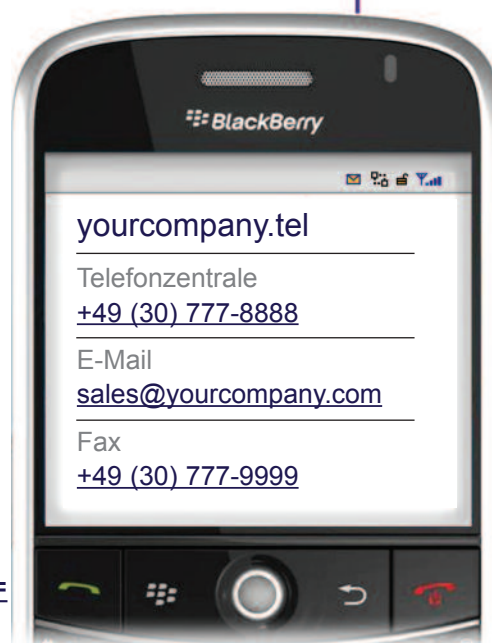 BlackBerry
yourcompany.tel
Telefonzentrale
+49 (30) 777-8888
E-Mail
sales@yourcompany.com
Fax
+49 (30) 777-9999
E